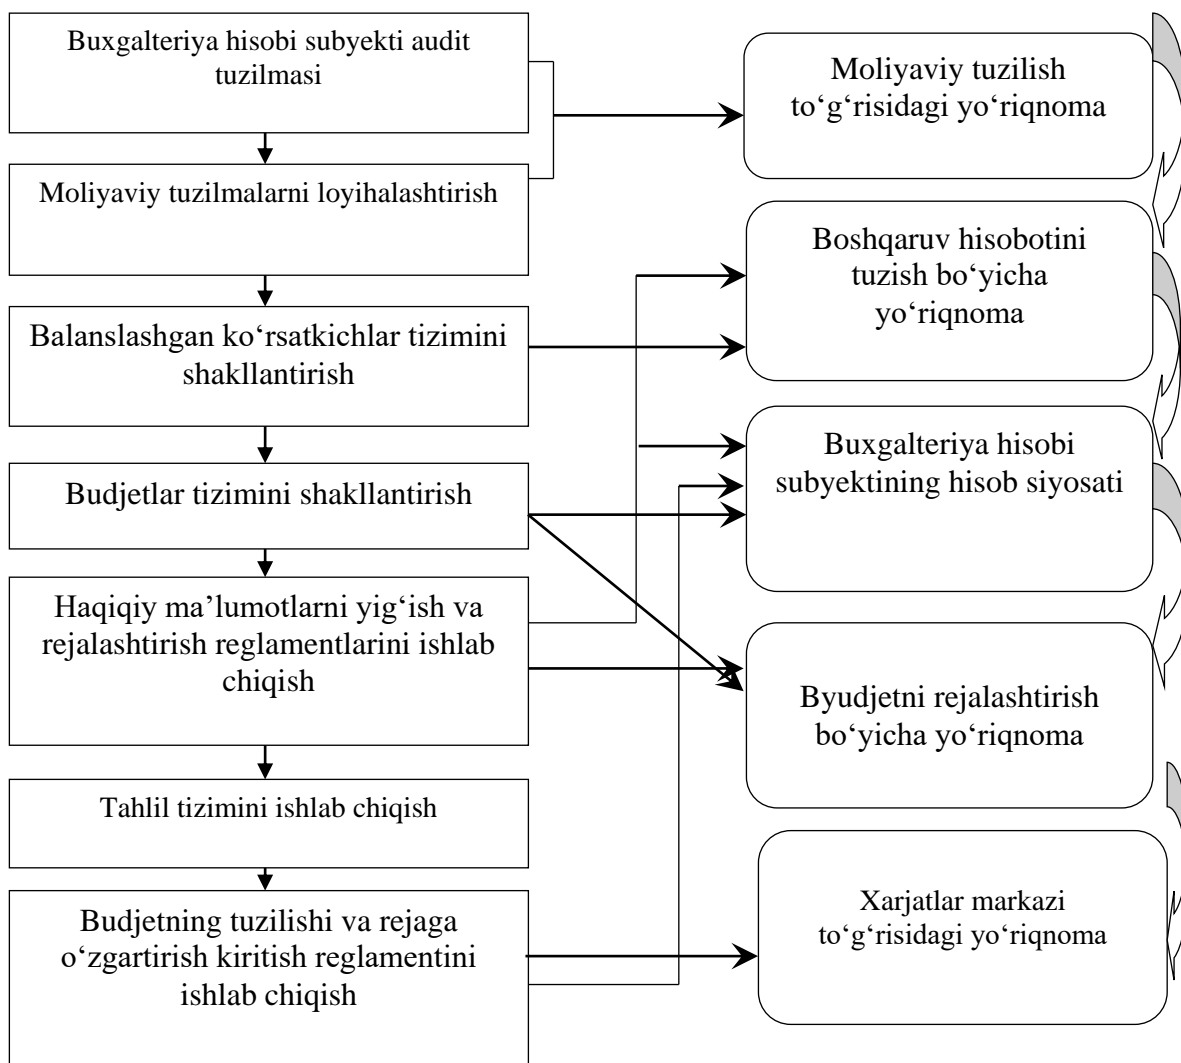 Buxgalteriya hisobi subyekti audit
tuzilmasi
Moliyaviy tuzilmalarni loyihalashtirish
Balanslashgan ko‘rsatkichlar tizimini
shakllantirish
Budjetlar tizimini shakllantirish
Haqiqiy ma’lumotlarni yig‘ish va
rejalashtirish reglamentlarini ishlab
chiqish
Tahlil tizimini ishlab chiqish
Budjetning tuzilishi va rejaga
o‘zgartirish kiritish reglamentini
ishlab chiqish
Moliyaviy tuzilish
to‘g‘risidagi yo‘riqnoma
Boshqaruv hisobotini
tuzish bo‘yicha
yo‘riqnoma
Buxgalteriya hisobi
subyektining hisob siyosati
Byudjetni rejalashtirish
bo‘yicha yo‘riqnoma
Xarjatlar markazi
to‘g‘risidagi yo‘riqnoma